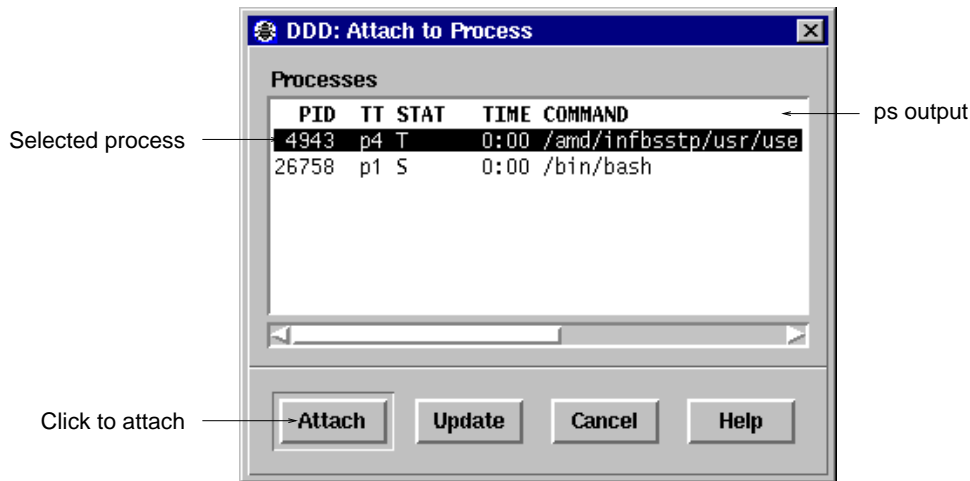 DDD: Attach to Process
Processes
PID TT STAT TIME COMMAND
ps output
Selected process
4943 p4 T 0:00 /amd/infbsstp/usr/use
26758 p1 S 0:00 /bin/bash
Click to attach
Attach Update Cancel Help